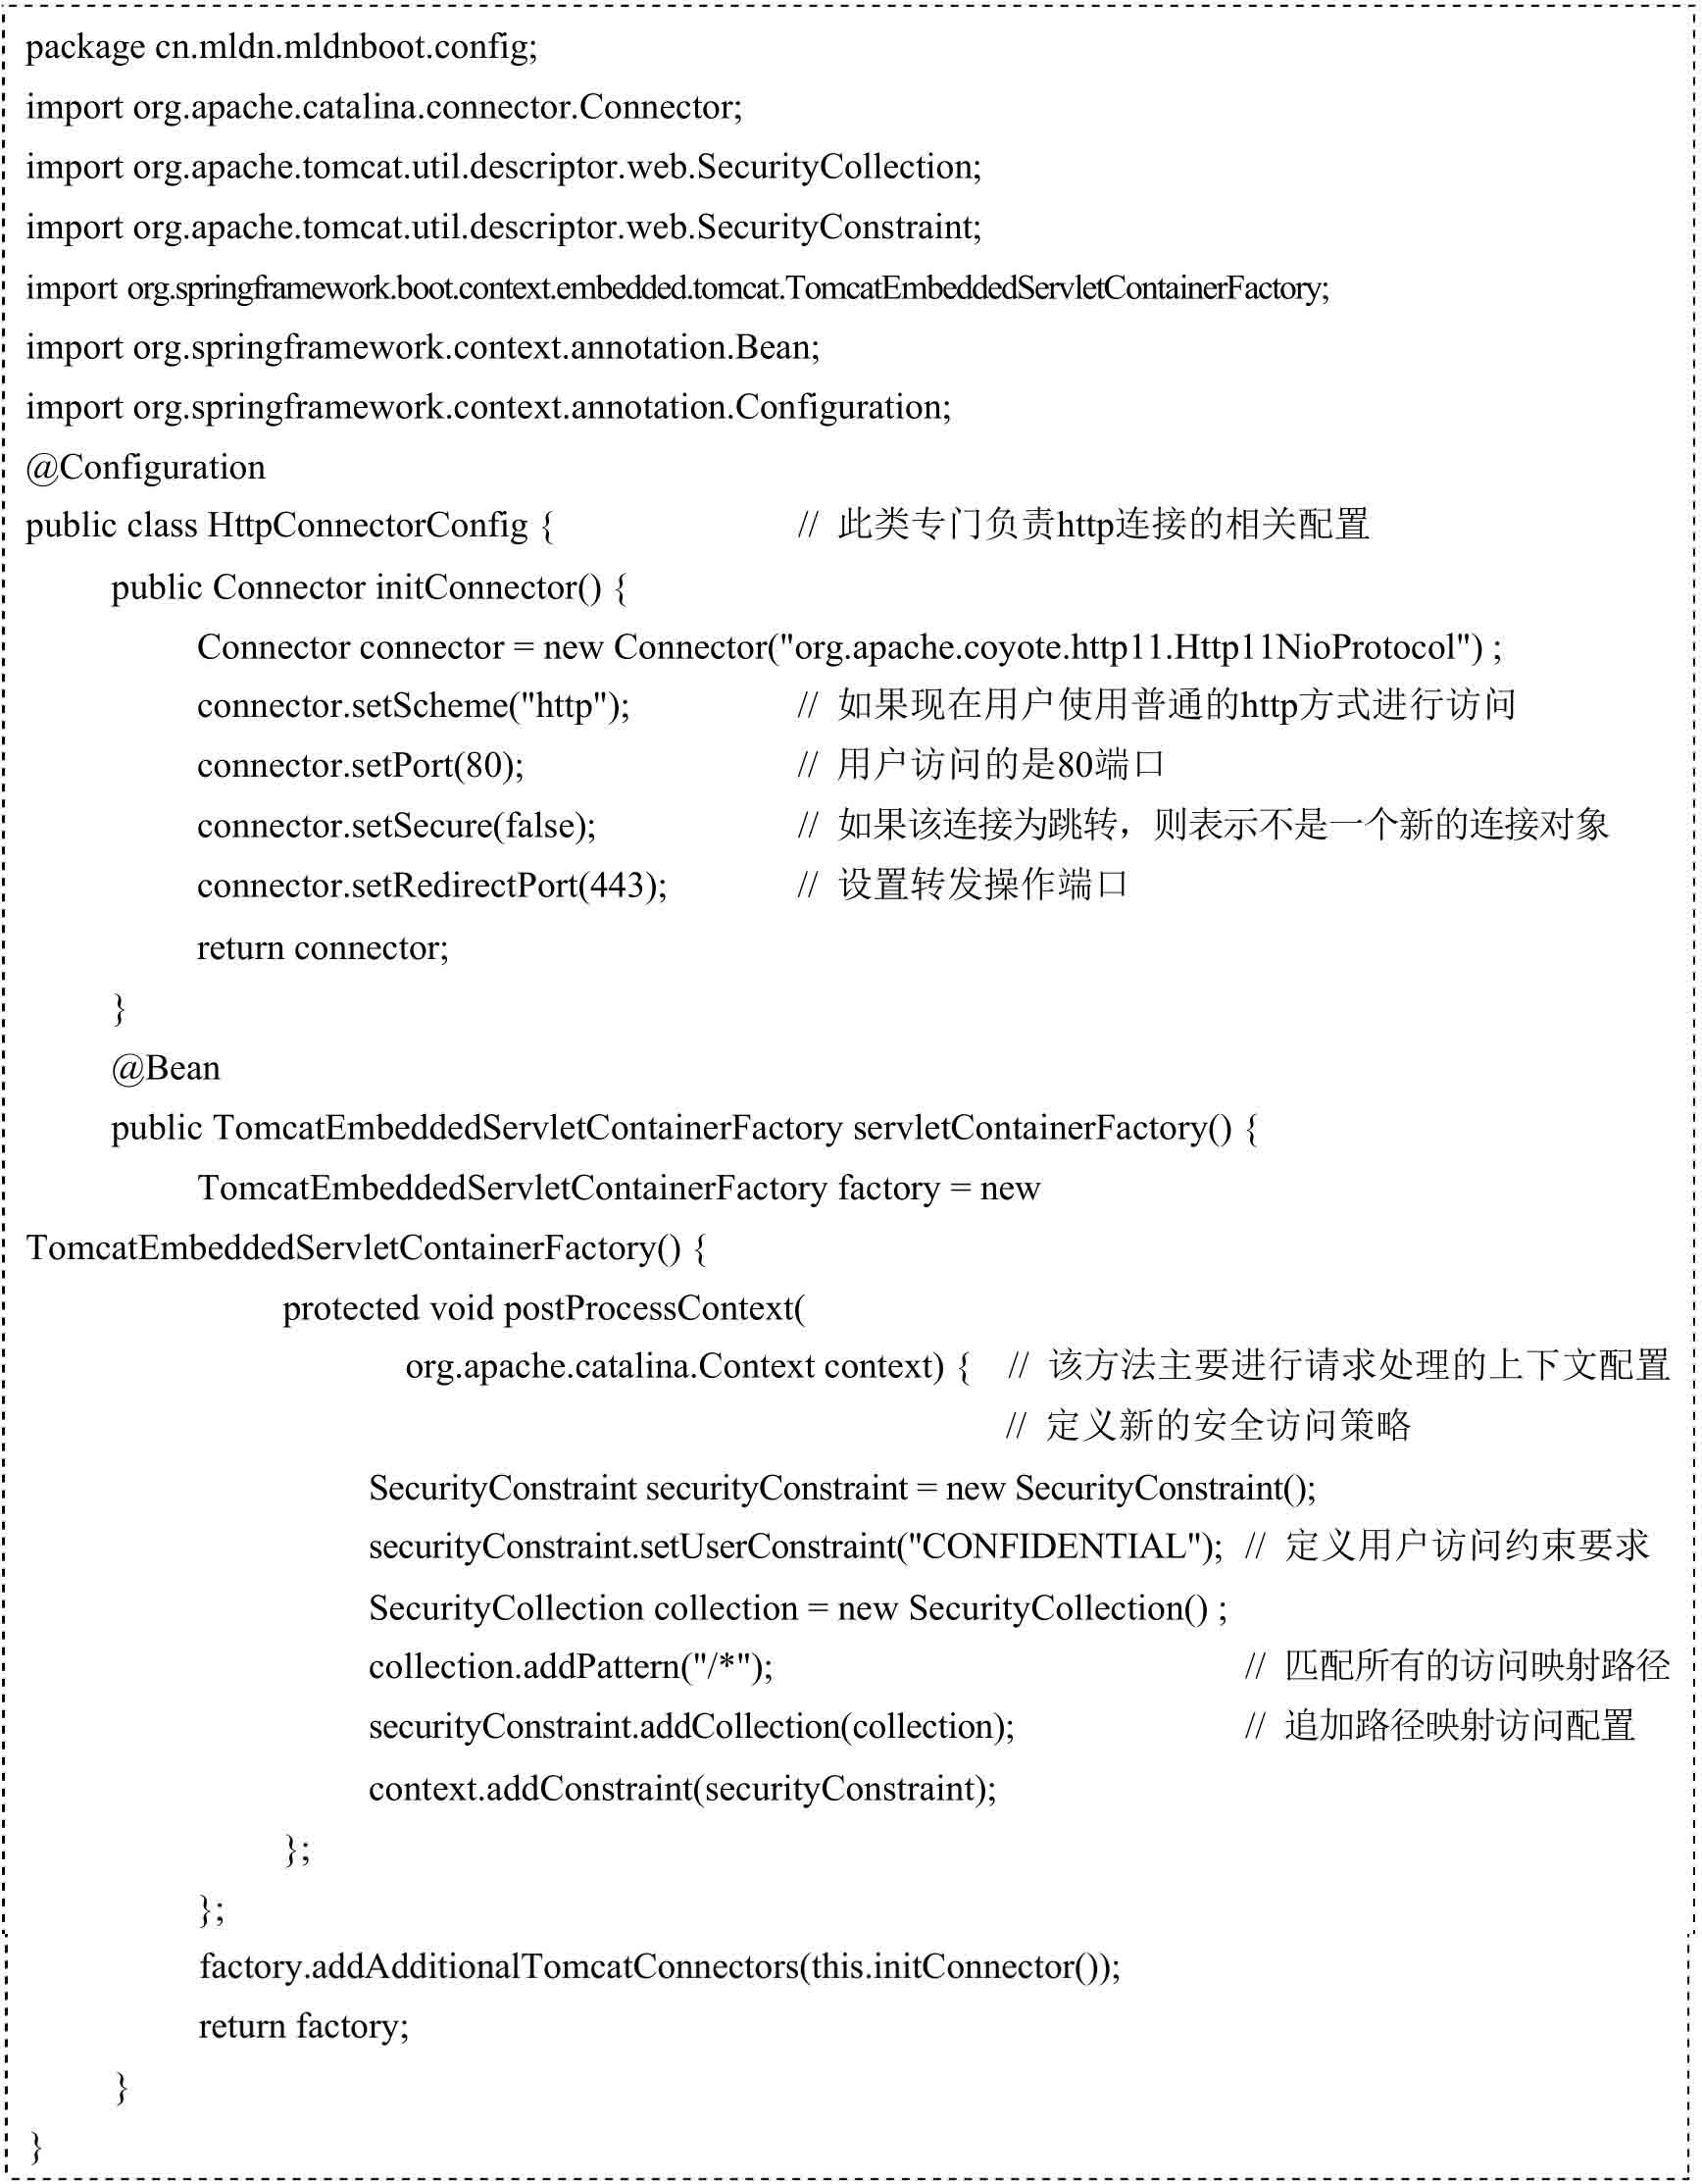 package cn.mldn.mldnboot.config;
import org.apache.catalina.connector.Connector;
import org.apache.tomcat.util.descriptor.web.SecurityCollection;
import org.apache.tomcat.util.descriptor.web.SecurityConstraint;
import org.springframework.boot.context.embedded.tomcat.TomcatEmbeddedServletContainerFactory;
import org.springframework.context.annotation.Bean;
import org.springframework.context.annotation.Configuration;
@Configuration
public class HttpConnectorConfig { // 此类专门负责http连接的相关配置
public Connector initConnector() {
Connector connector = new Connector("org.apache.coyote.http11.Http11NioProtocol") ;
connector.setScheme("http"); // 如果现在用户使用普通的http方式进行访问
connector.setPort(80); // 用户访问的是80端口
connector.setSecure(false); // 如果该连接为跳转，则表示不是一个新的连接对象
connector.setRedirectPort(443); // 设置转发操作端口
return connector;
}
@Bean
public TomcatEmbeddedServletContainerFactory servletContainerFactory() {
TomcatEmbeddedServletContainerFactory factory = new
TomcatEmbeddedServletContainerFactory() {
protected void postProcessContext(
org.apache.catalina.Context context) { // 该方法主要进行请求处理的上下文配置
// 定义新的安全访问策略
SecurityConstraint securityConstraint = new SecurityConstraint();
securityConstraint.setUserConstraint("CONFIDENTIAL"); // 定义用户访问约束要求
SecurityCollection collection = new SecurityCollection() ;
collection.addPattern("/*"); // 匹配所有的访问映射路径
securityConstraint.addCollection(collection); // 追加路径映射访问配置
context.addConstraint(securityConstraint);
};
};
factory.addAdditionalTomcatConnectors(this.initConnector());
return factory;
}
}